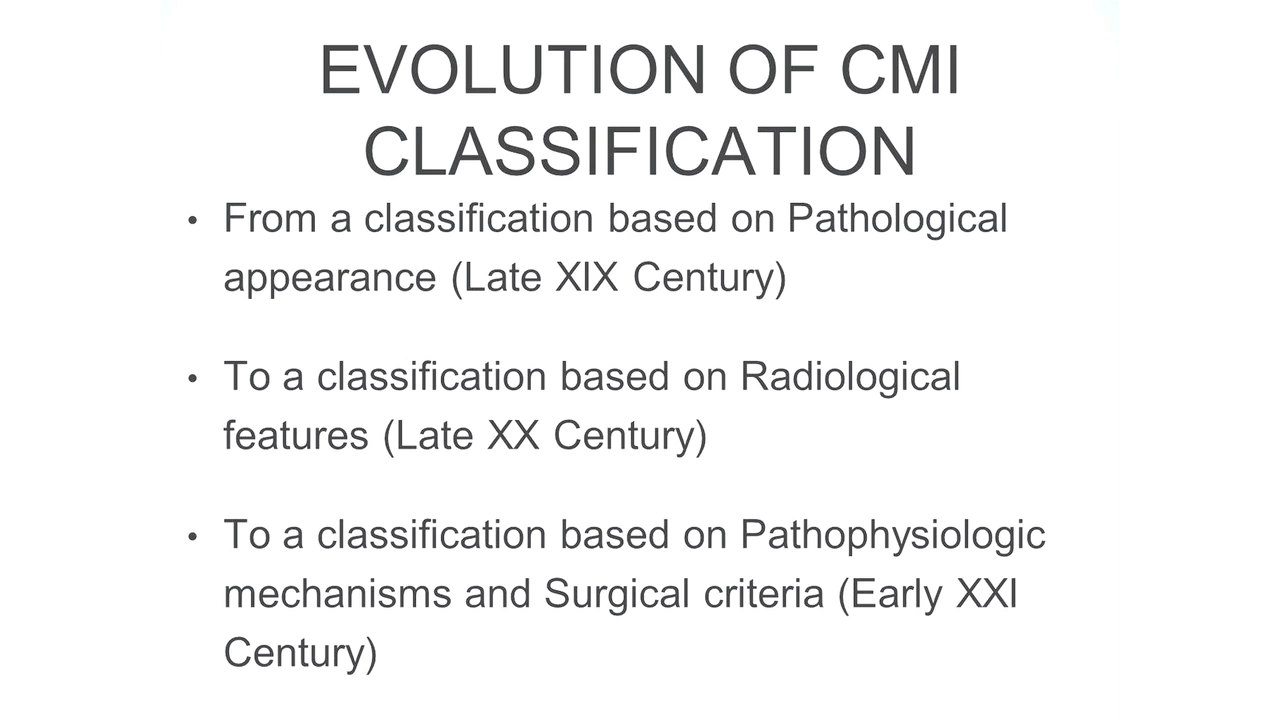 EVOLUTION OF CMI
CLASSIFICATION
• From a classification based on Pathological
appearance (Late XIX Century)
• To a classification based on Radiological
features (Late XX Century)
• To a classification based on Pathophysiologic
mechanisms and Surgical criteria (Early XXI
Century)